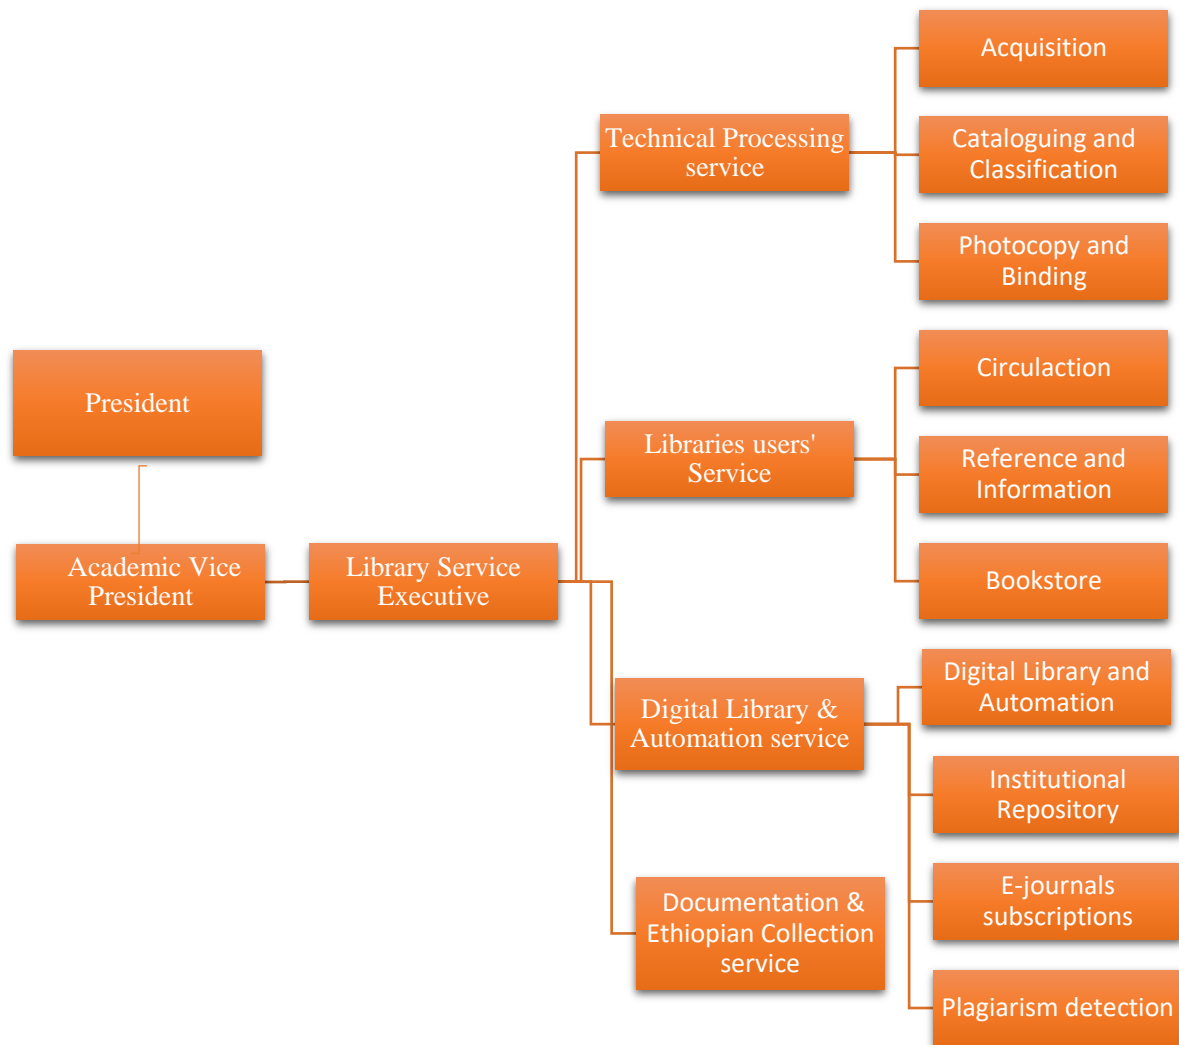 President
Academic Vice
President
Library Service
Executive
Technical Processing
service
Acquisition
Cataloguing and
Classification
Photocopy and
Binding
Libraries users'
Service
Circulaction
Reference and
Information
Bookstore
Digital Library &
Automation service
Digital Library and
Automation
Institutional
Repository
E-journals
subscriptions
Plagiarism detection
Documentation &
Ethiopian Collection
service